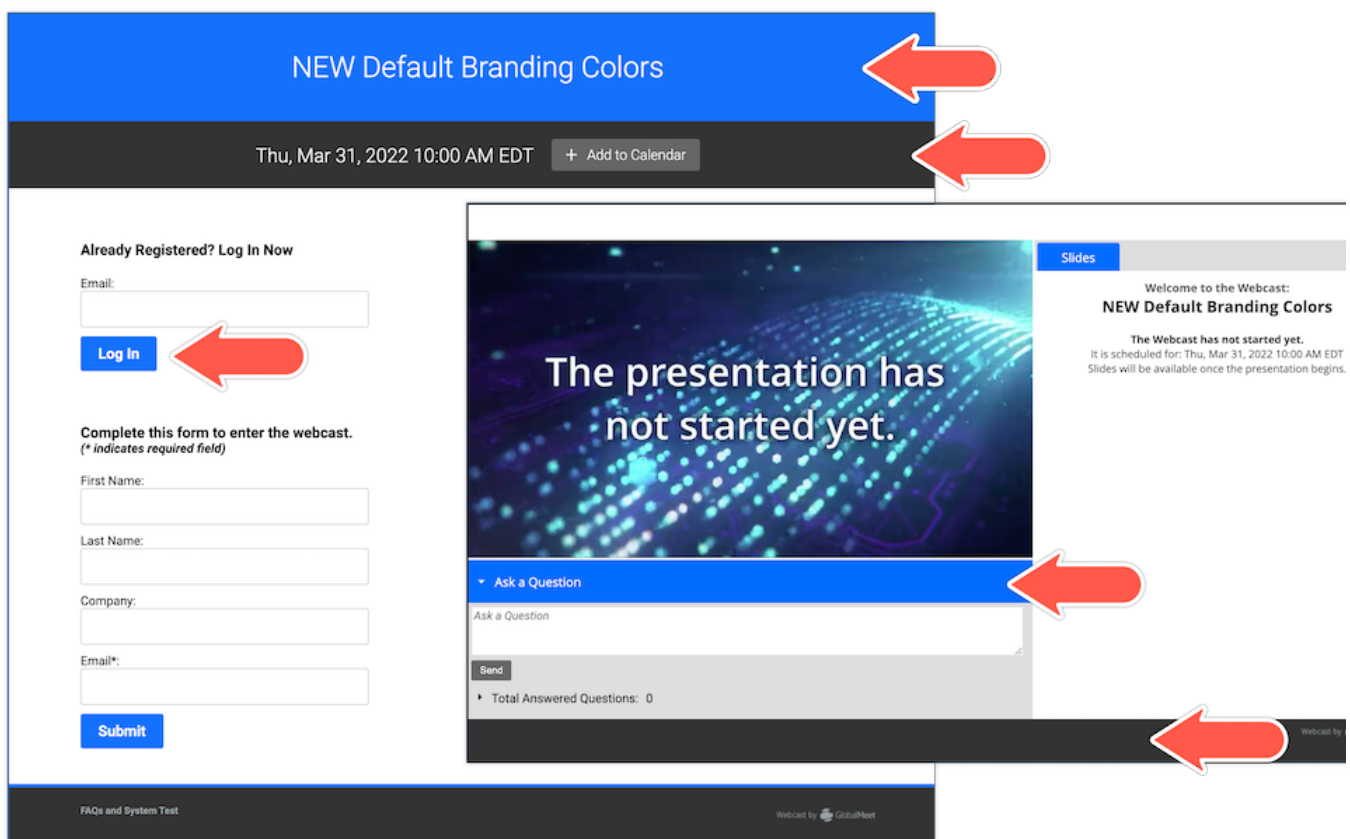 NEW Default Branding Colors
Thu, Mar 31, 2022 10:00 AM EDT + Add to Calendar
Already Registered? Log In Now
Email:
Log In
Complete this form to enter the webcast.
(* indicates required field)
First Name:
Last Name:
Company:
Email*:
Submit
FAQs and System Test
Webcast by GlobalMeet
The presentation has
not started yet.
Ask a Question
Ask a Question
Send
Total Answered Questions: 0
Slides
Welcome to the Webcast:
NEW Default Branding Colors
The Webcast has not started yet.
It is scheduled for: Thu, Mar 31, 2022 10:00 AM EDT
Slides will be available once the presentation begins.
Webcast by